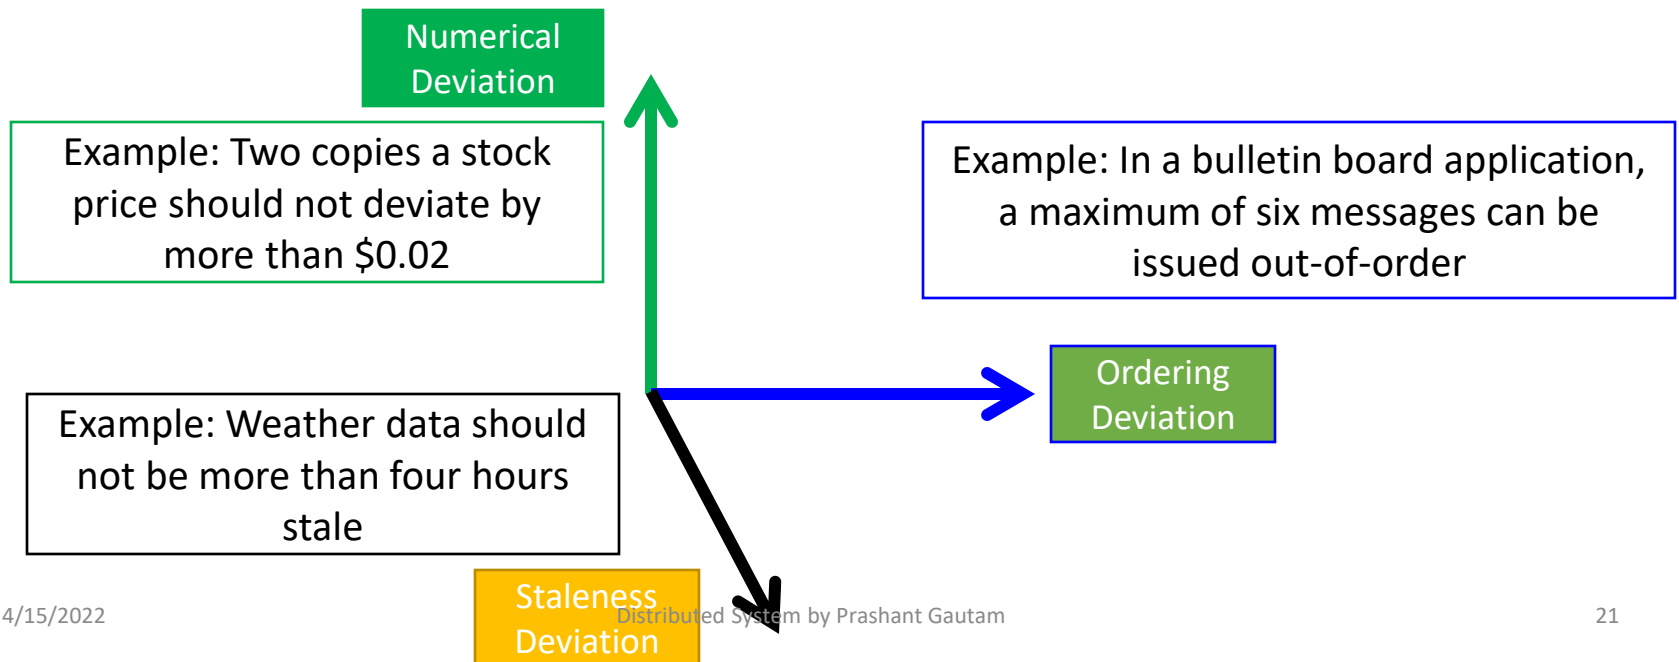 Numerical
Deviation
Example: Two copies a stock
price should not deviate by
more than $0.02
Example: In a bulletin board application,
a maximum of six messages can be
issued out-of-order
Ordering
Deviation
Example: Weather data should
not be more than four hours
stale
Staleness
Deviation
4/15/2022
Distributed System by Prashant Gautam
21